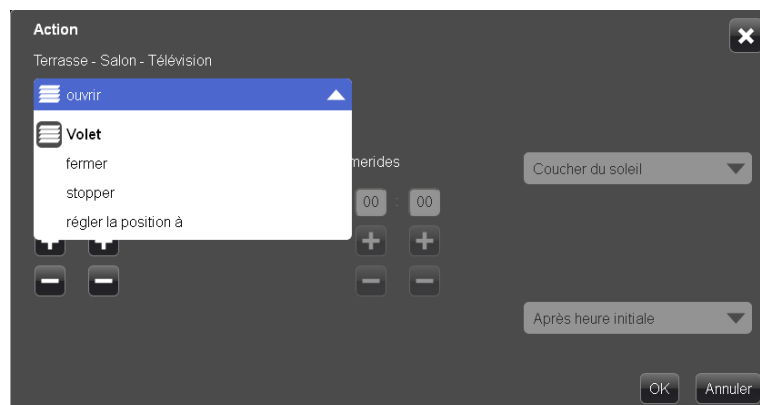 Action
Terrasse - Salon - Télévision
ouvrir
Volet
fermer
merides
Coucher du soleil
stopper
00 : 00
régler la position à
Après heure initiale
OK
Annuler